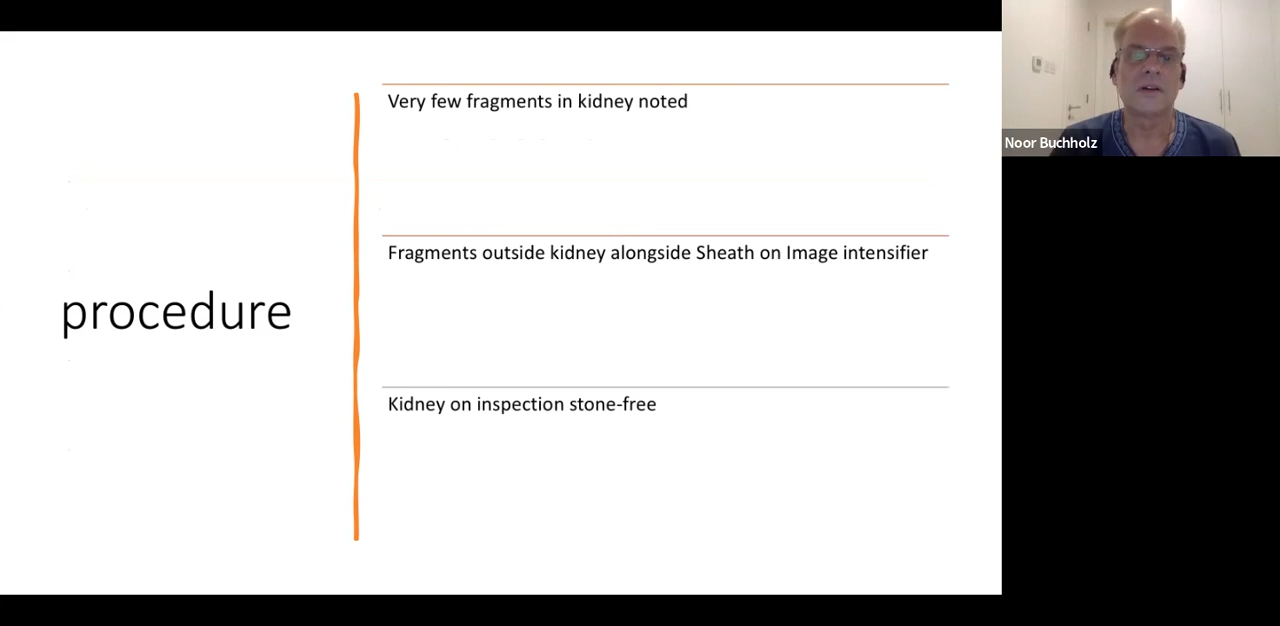 Very few fragments in kidney noted
Noor Buchholz
Fragments outside kidney alongside Sheath on Image intensifier
procedure
Kidney on inspection stone-free